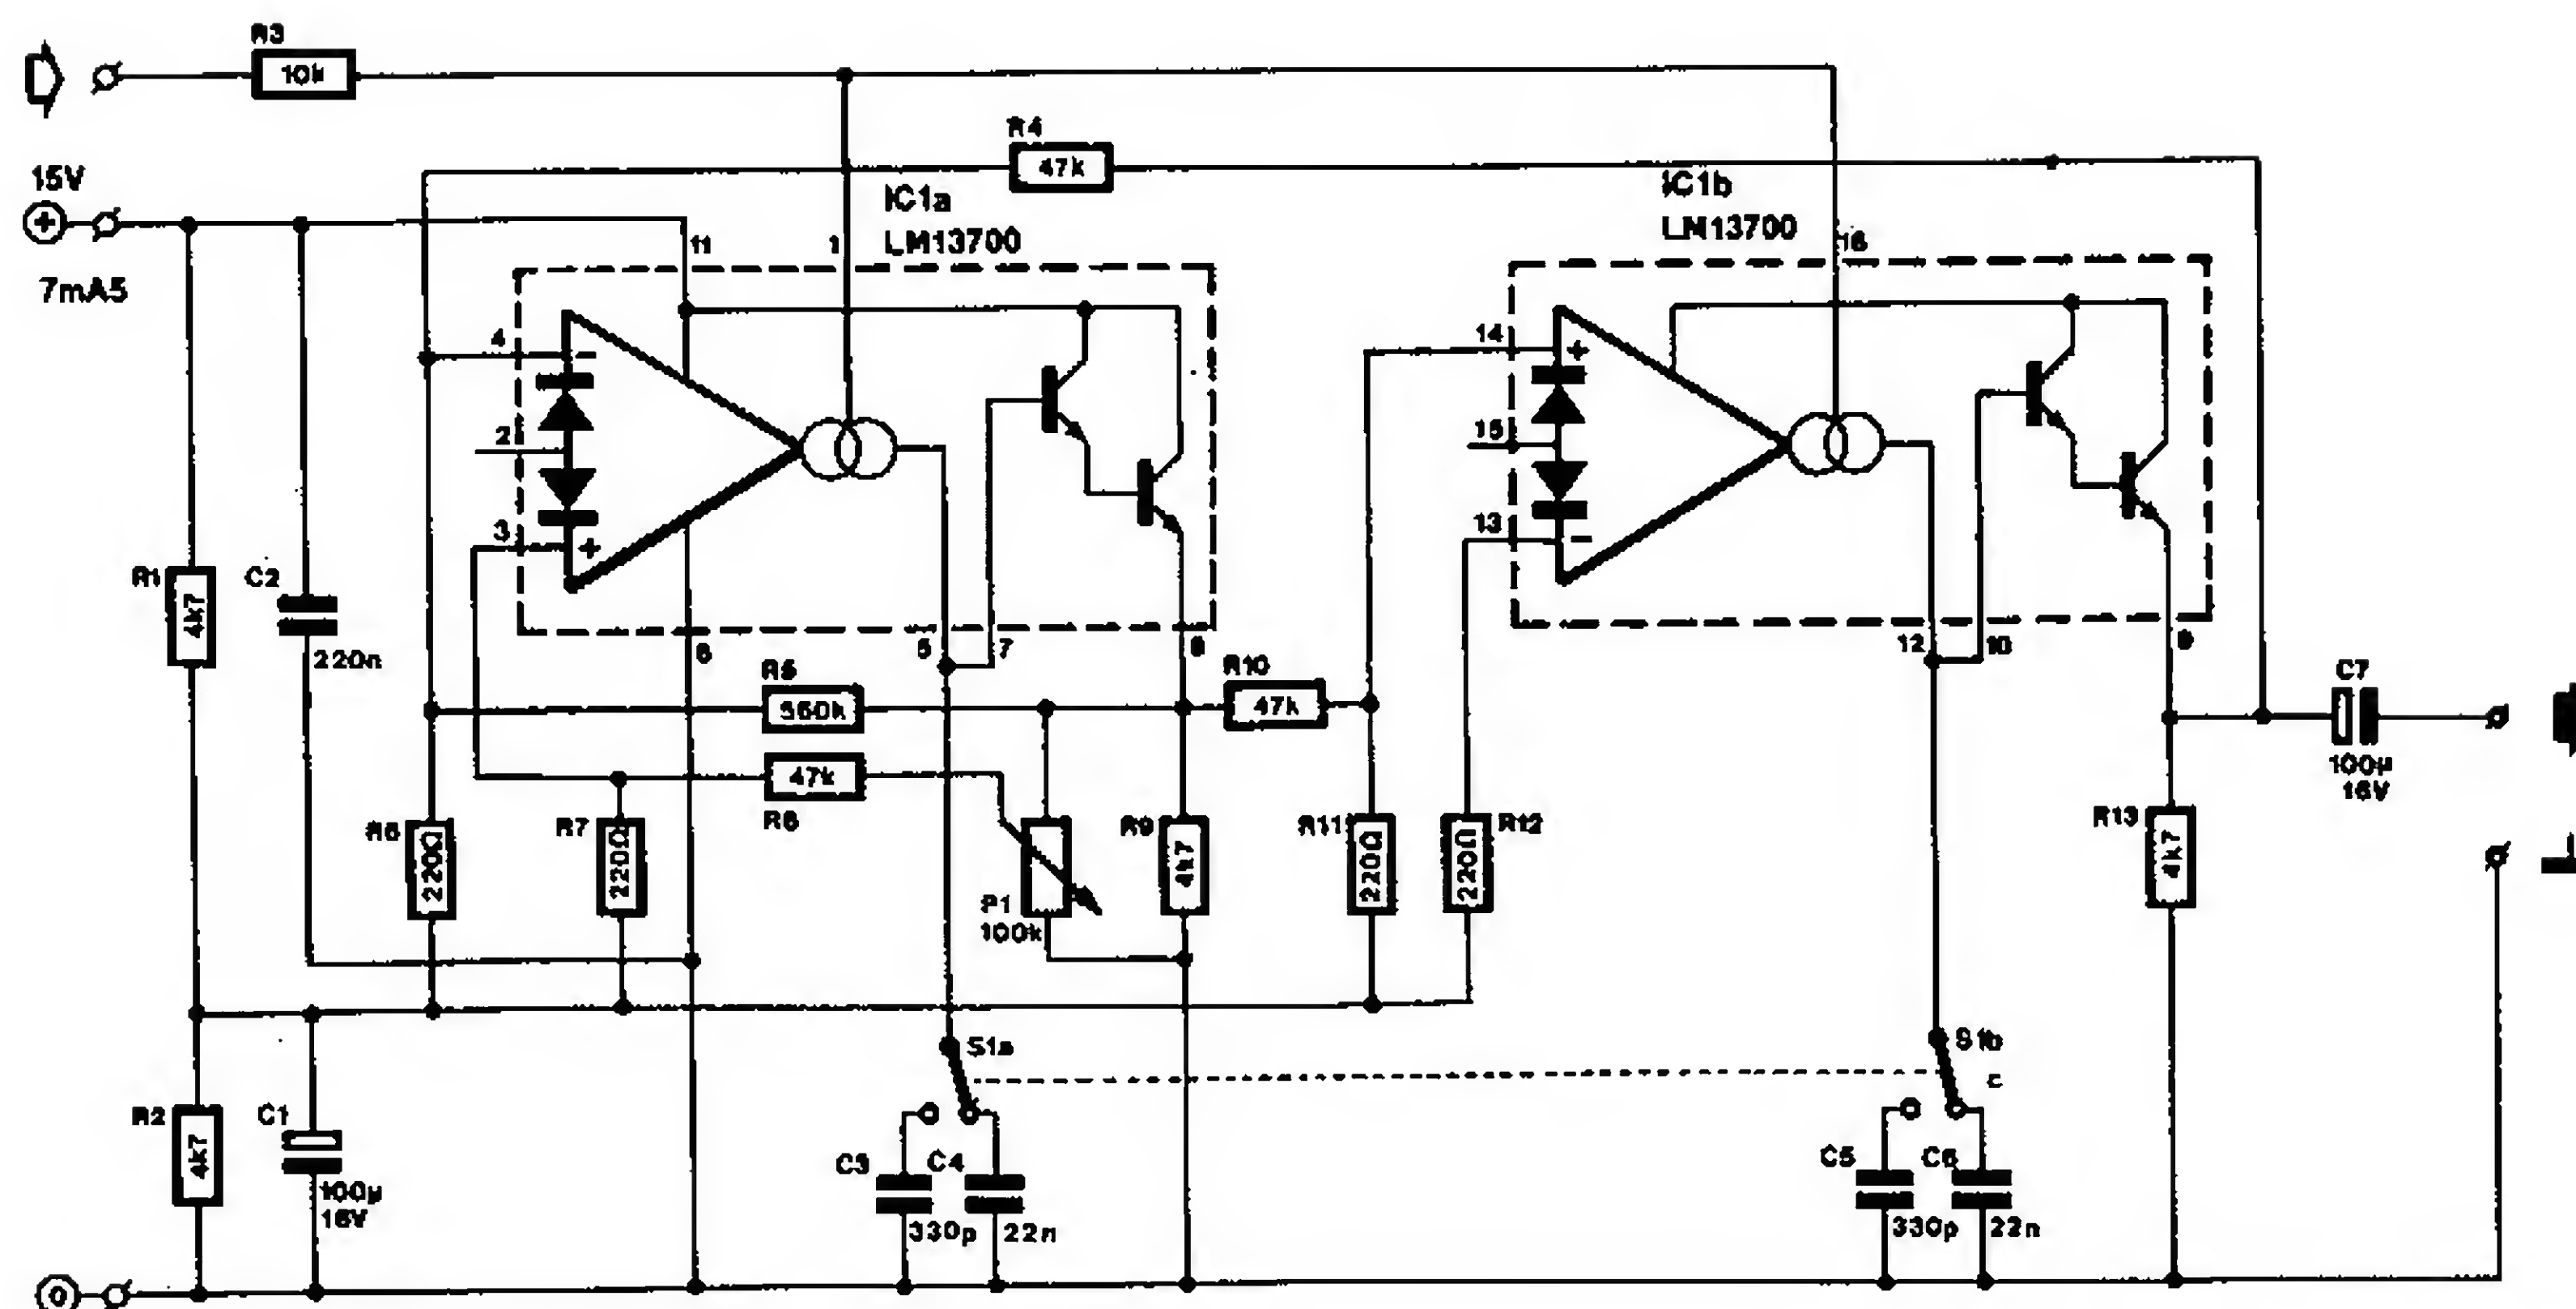 R3
10k
R4
47k
15V
7mA5
IC1a
LM13700
IC1b
LM13700
11
1
16
4
-
2
3
+
14
+
15
13
-
6
5
7
8
12
10
9
R1
4k7
C2
220n
R5
560k
R10
47k
47k
R8
C7
100µ
16V
R6
220Ω
R7
220Ω
P1
100k
R9
4k7
R11
220Ω
R12
220Ω
R13
4k7
S1a
S1b
c
R2
4k7
C1
100µ
16V
C3
330p
C4
22n
C5
330p
C6
22n
+
0